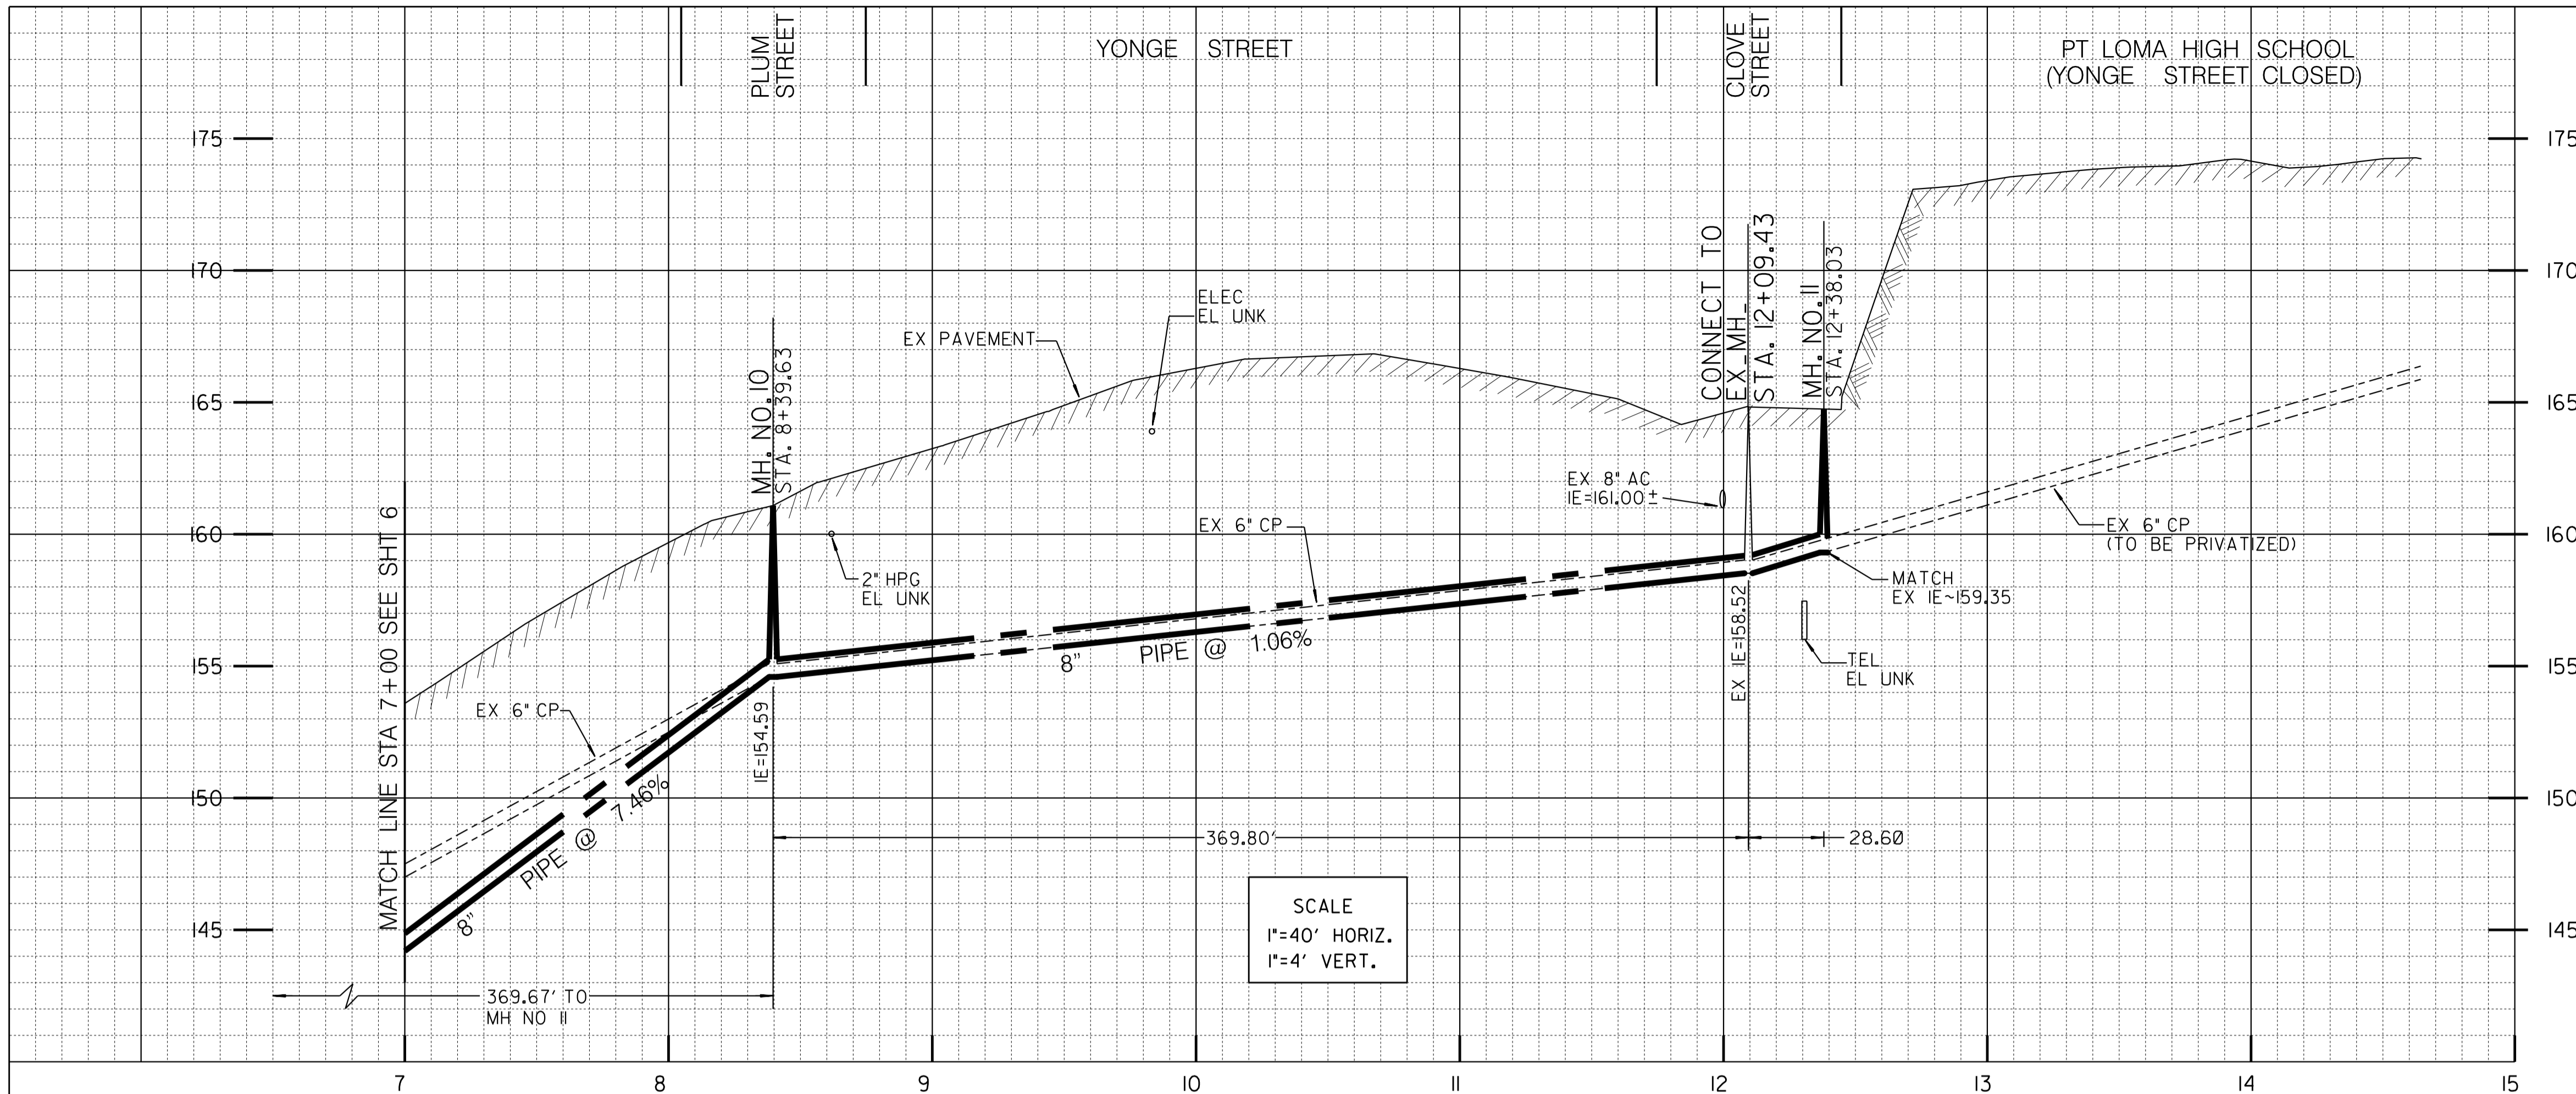 PLUM
STREET
YONGE STREET
CLOVE
STREET
PT LOMA HIGH SCHOOL
(YONGE STREET CLOSED)
175
175
170
170
165
165
160
160
155
155
150
150
145
145
CONNECT TO
EX MH
STA. 12+09.43
MH. NO.11
STA. 12+38.03
ELEC
EL UNK
EX PAVEMENT
MH. NO.10
STA. 8+39.63
EX 8" AC
IE=161.00±
EX 6" CP
EX 6" CP
(TO BE PRIVATIZED)
2" HPG
EL UNK
MATCH
EX IE~159.35
MATCH LINE STA 7+00 SEE SHT 6
8" PIPE @ 1.06%
EX IE=158.52
TEL
EL UNK
EX 6" CP
IE=154.59
8" PIPE @ 7.46%
369.80'
28.60
SCALE
1"=40' HORIZ.
1"=4' VERT.
369.67' TO
MH NO 11
7 8 9 10 11 12 13 14 15